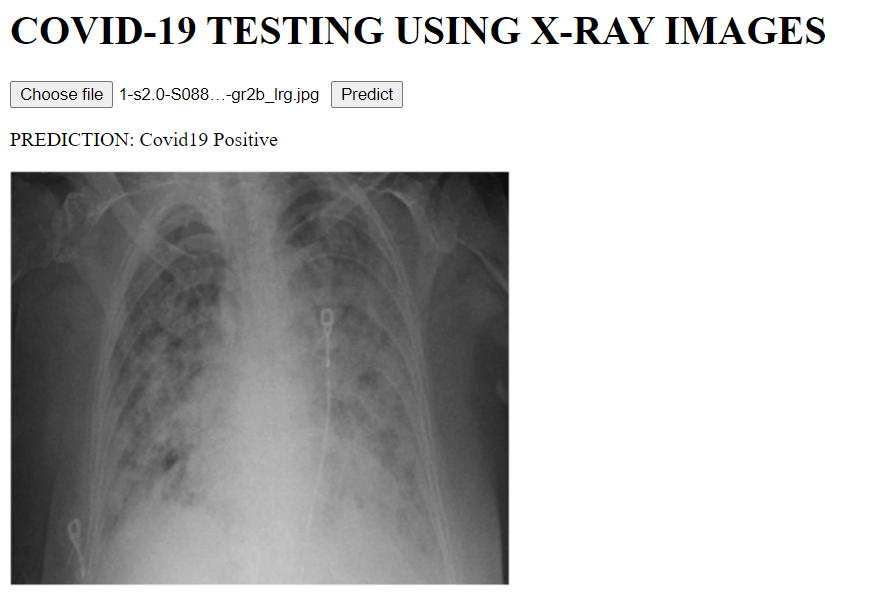 COVID-19 TESTING USING X-RAY IMAGES
Choose file 1-s2.0-S088…-gr2b_lrg.jpg Predict
PREDICTION: Covid19 Positive